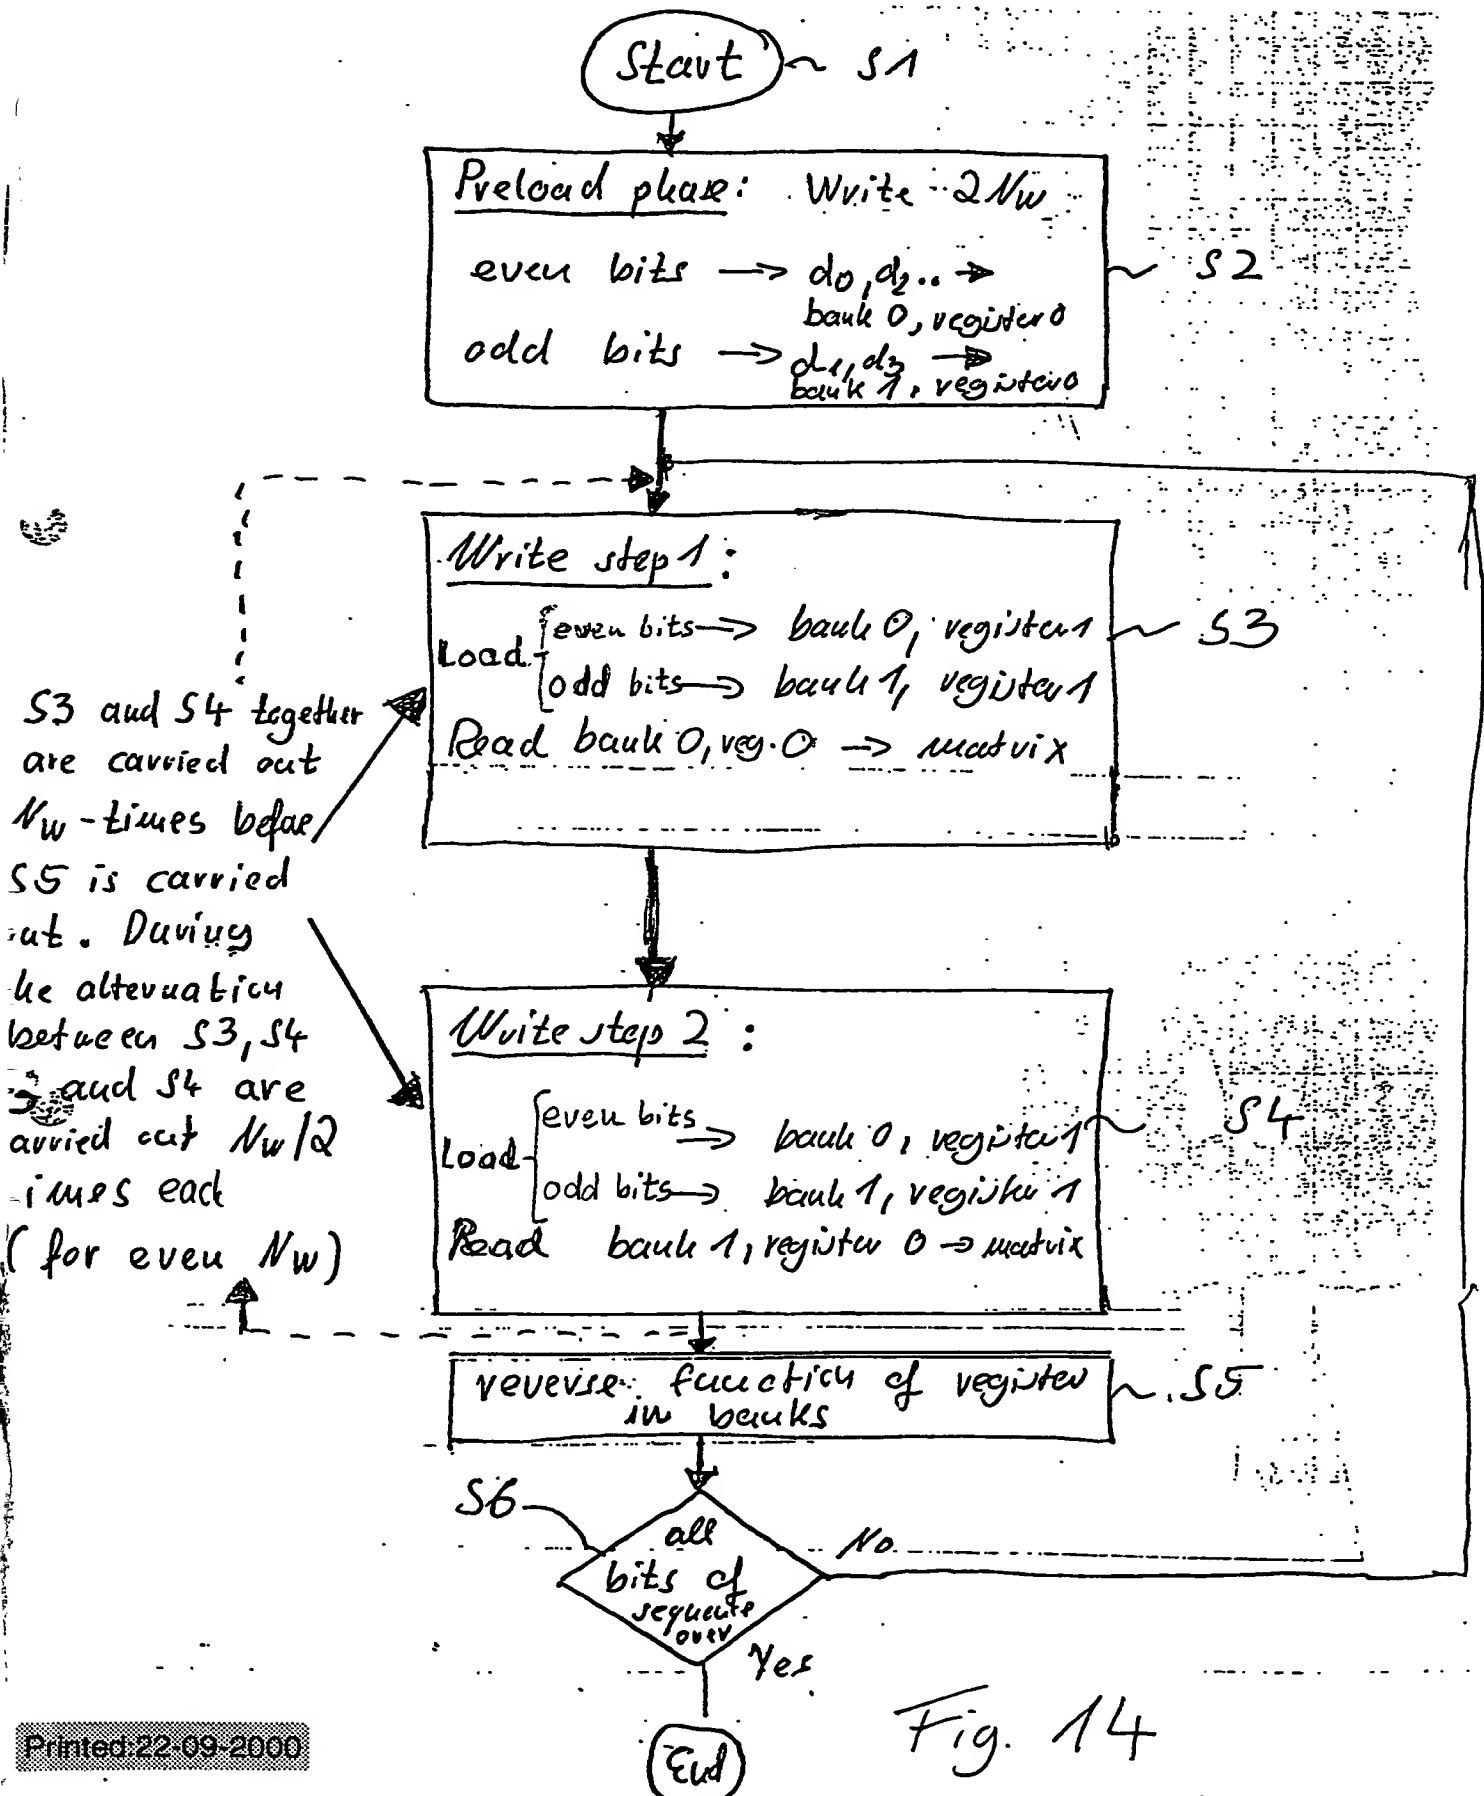 Start ~ S1
Preload phase: Write 2Nw
even bits → d0, d2.. →
bank 0, register 0
odd bits → d1, d3 →
bank 1, register 0
S2
Write step 1:
Load { even bits → bank 0, register 1
odd bits → bank 1, register 1
Read bank 0, reg. 0 → matrix
S3
S3 and S4 together
are carried out
Nw-times before
S5 is carried
ut. During
he alternation
between S3, S4
3 and S4 are
arried out Nw/2
imes each
(for even Nw)
Write step 2:
Load { even bits → bank 0, register 1
odd bits → bank 1, register 1
Read bank 1, register 0 → matrix
S4
reverse function of register
in banks
S5
S6
all
bits of
sequence
over
No
Yes
End
Fig. 14
Printed:22-09-2000